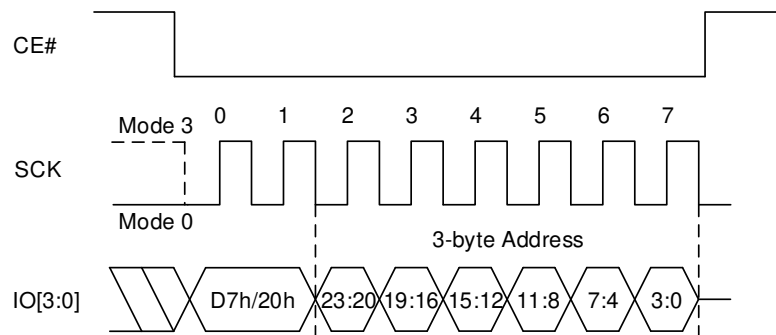 CE#
0 1 2 3 4 5 6 7
Mode 3
SCK
Mode 0
3-byte Address
IO[3:0] D7h/20h 23:20 19:16 15:12 11:8 7:4 3:0